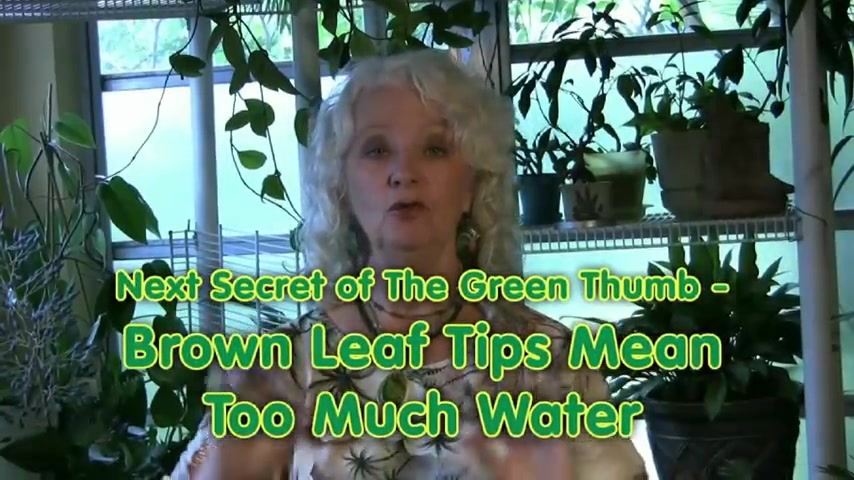 Next Secret of The Green Thumb -
Brown Leaf Tips Mean
Too Much Water